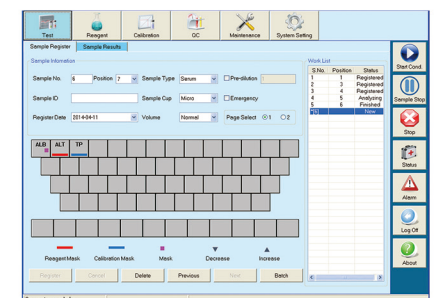 Test Reagent Calibration QC Maintenance System Setting
Sample Register Sample Results
Sample Infomation
Sample No. 6 Position 7 Sample Type Serum Pre-dilution
Sample ID Sample Cup Micro Emergency
Register Date 2014-04-11 Volume Normal Page Select 1 2
ALB ALT TP
Reagent Mask Calibration Mask Mask Decrease Increase
Register Cancel Delete Previous Next Batch
Work List
S.No. Position Status
1 1 Registered
2 3 Registered
3 4 Registered
4 5 Analyzing
5 6 Finished
*[6] New
Start Cond.
Sample Stop
Stop
Status
Alarm
Log Off
About